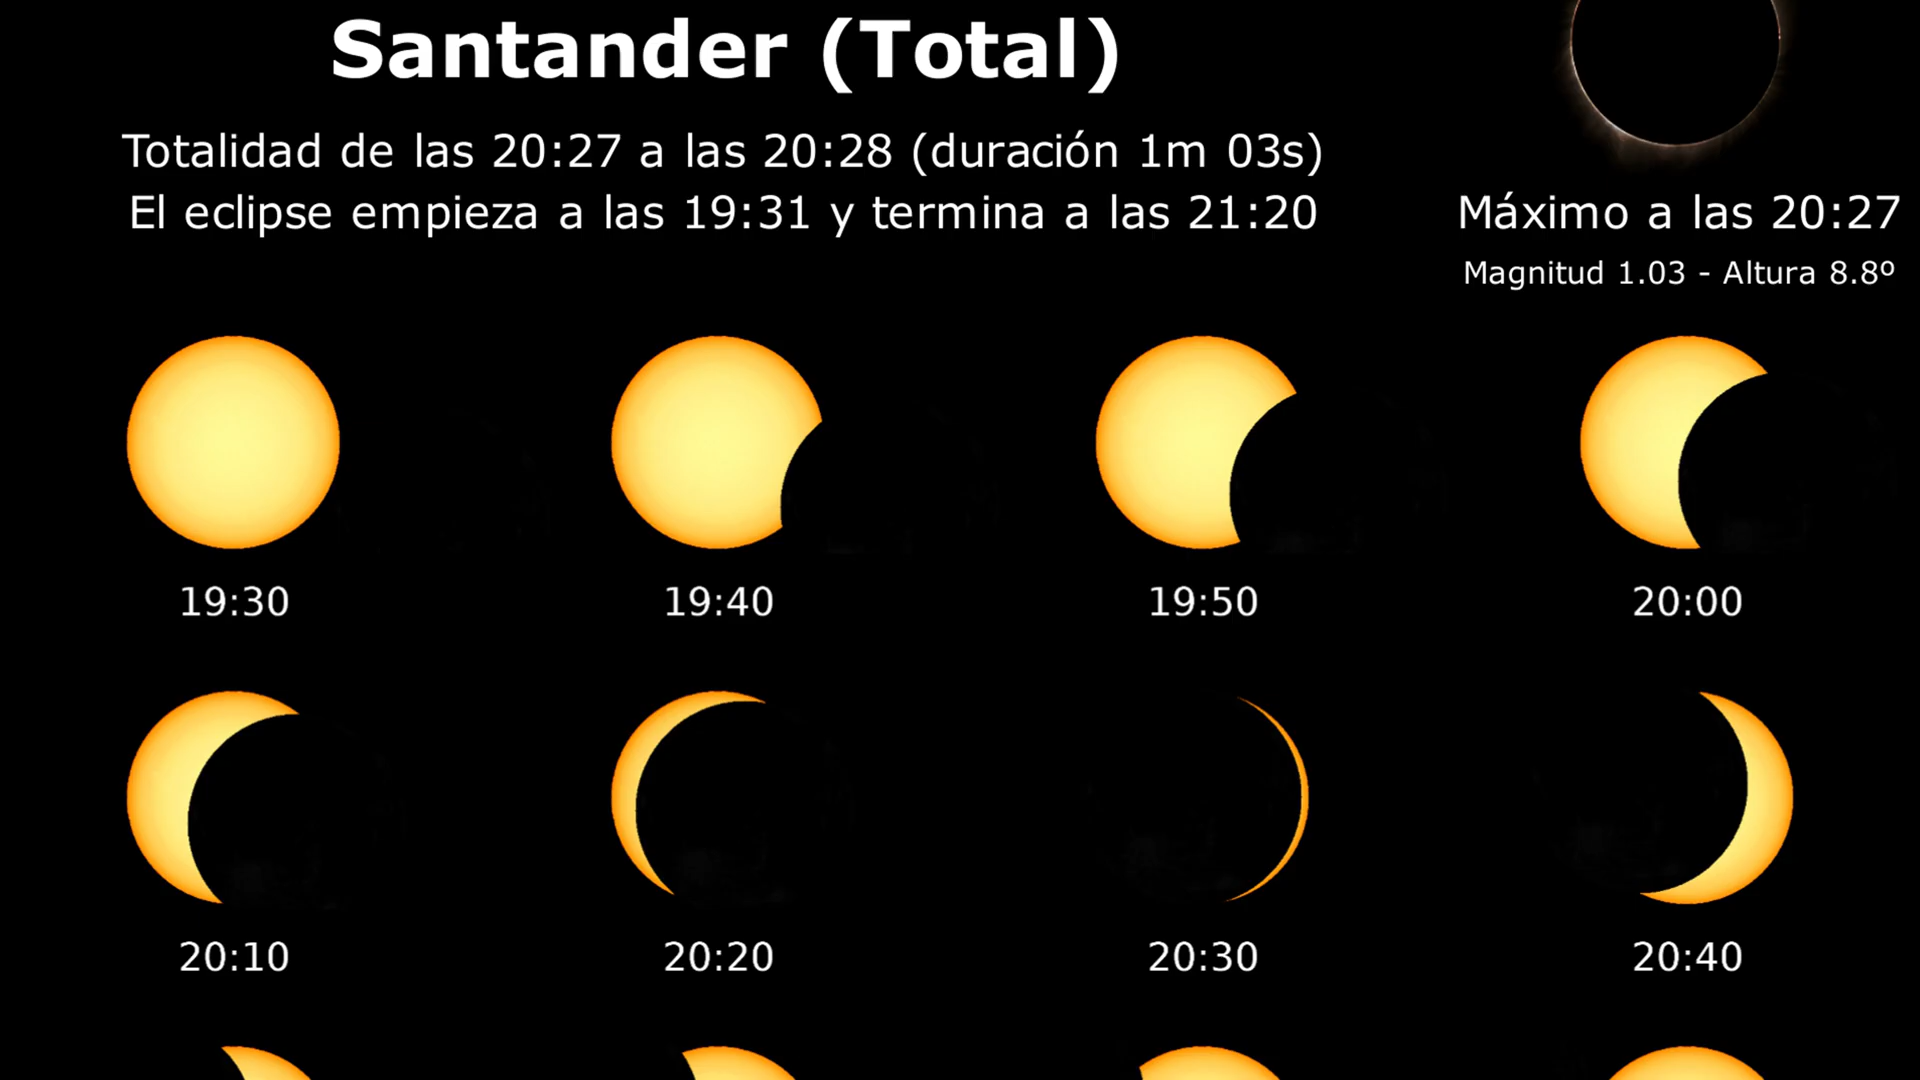 Santander (Total)
Totalidad de las 20:27 a las 20:28 (duración 1m 03s)
El eclipse empieza a las 19:31 y termina a las 21:20
Máximo a las 20:27
Magnitud 1.03 - Altura 8.8º
19:30
19:40
19:50
20:00
20:10
20:20
20:30
20:40